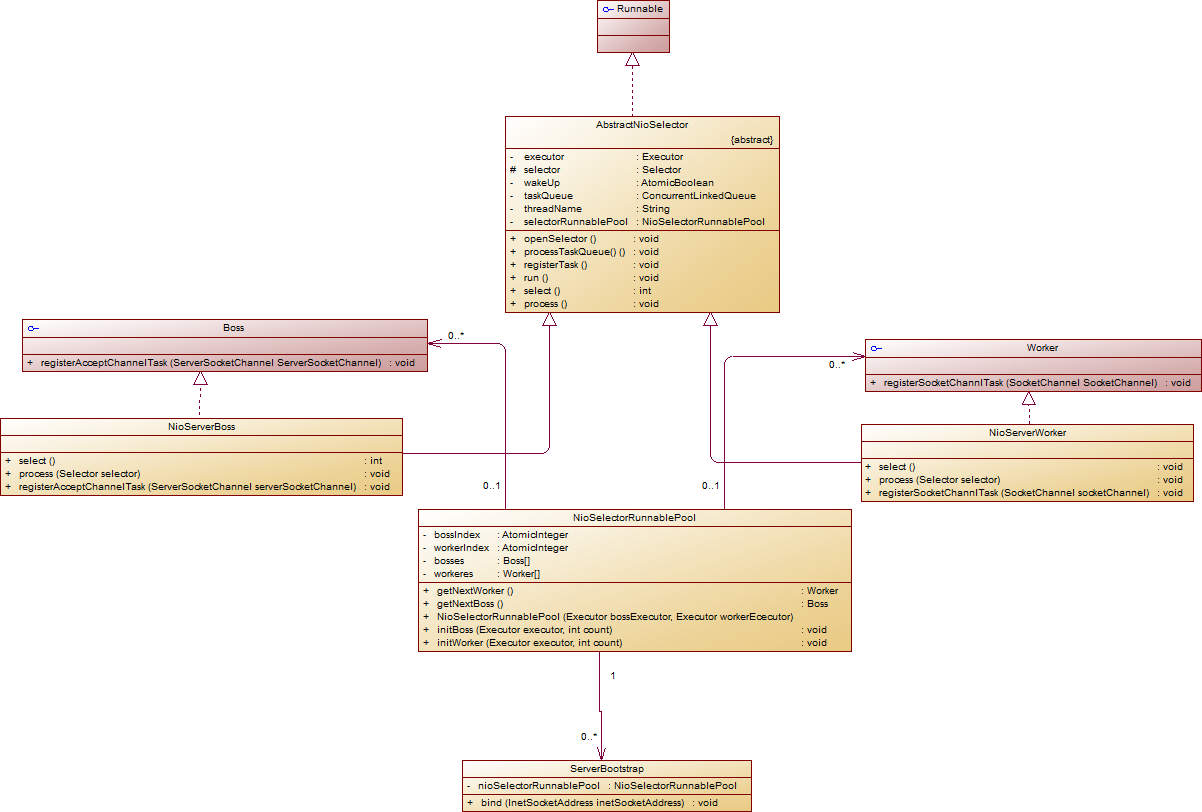 Runnable
AbstractNioSelector
{abstract}
- executor : Executor
# selector : Selector
- wakeUp : AtomicBoolean
- taskQueue : ConcurrentLinkedQueue
- threadName : String
- selectorRunnablePool : NioSelectorRunnablePool
+ openSelector () : void
+ processTaskQueue() () : void
+ registerTask () : void
+ run () : void
+ select () : int
+ process () : void
Boss
+ registerAcceptChannelTask (ServerSocketChannel ServerSocketChannel) : void
0..*
Worker
+ registerSocketChannlTask (SocketChannel SocketChannel) : void
0..*
NioServerBoss
+ select () : int
+ process (Selector selector) : void
+ registerAcceptChannelTask (ServerSocketChannel serverSocketChannel) : void
NioServerWorker
+ select () : void
+ process (Selector selector) : void
+ registerSocketChannlTask (SocketChannel socketChannel) : void
0..1
0..1
NioSelectorRunnablePool
- bossIndex : AtomicInteger
- workerIndex : AtomicInteger
- bosses : Boss[]
- workeres : Worker[]
+ getNextWorker () : Worker
+ getNextBoss () : Boss
+ NioSelectorRunnablePool (Executor bossExecutor, Executor workerEcecutor)
+ initBoss (Executor executor, int count) : void
+ initWorker (Executor executor, int count) : void
1
0..*
ServerBootstrap
- nioSelectorRunnablePool : NioSelectorRunnablePool
+ bind (InetSocketAddress inetSocketAddress) : void